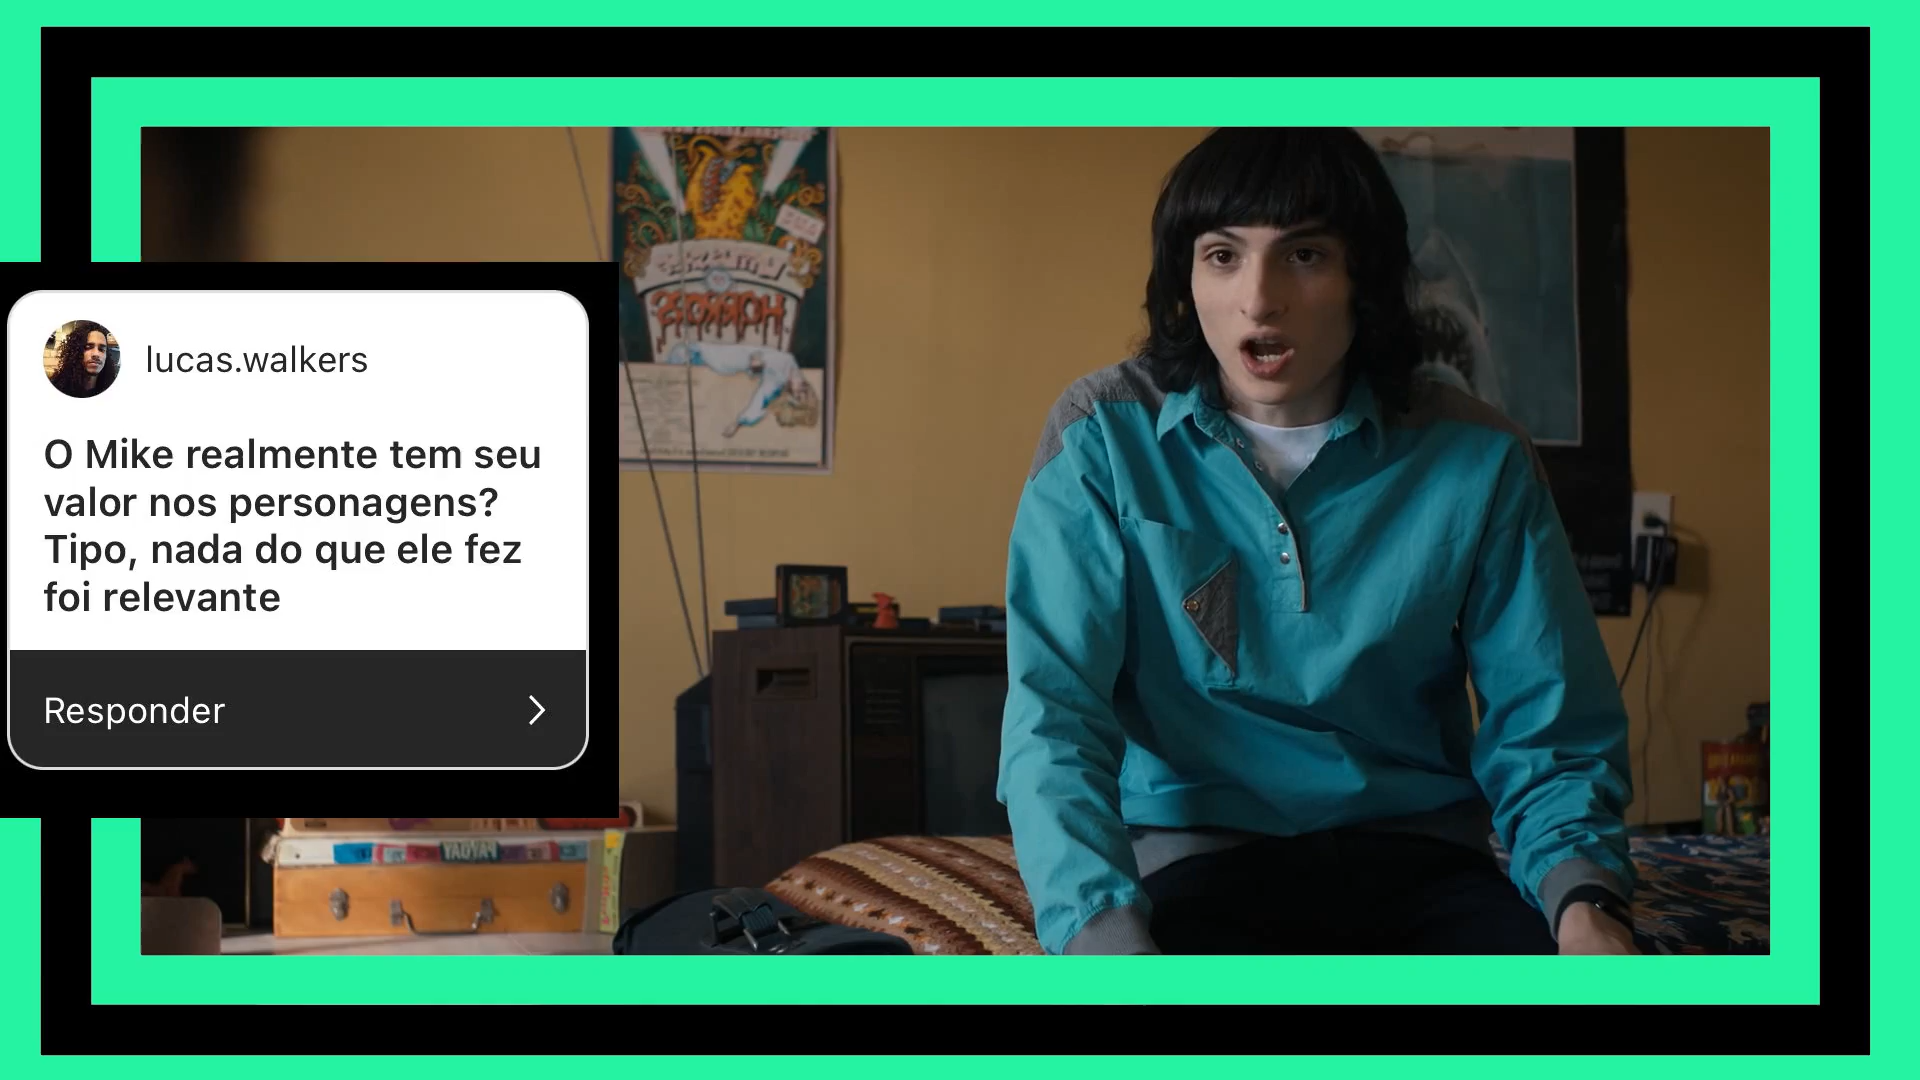 lucas.walkers
O Mike realmente tem seu
valor nos personagens?
Tipo, nada do que ele fez
foi relevante
Responder